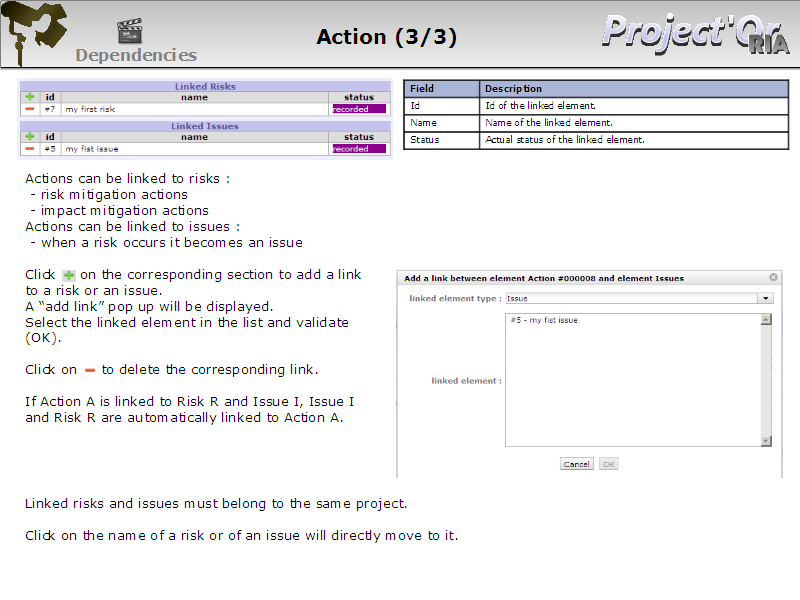 Dependencies
Action (3/3)
Project'Or
RIA
Linked Risks
id name status
#7 my first risk recorded
Linked Issues
id name status
#5 my fist issue recorded
Field Description
Id Id of the linked element.
Name Name of the linked element.
Status Actual status of the linked element.
Actions can be linked to risks :
- risk mitigation actions
- impact mitigation actions
Actions can be linked to issues :
- when a risk occurs it becomes an issue
Click on the corresponding section to add a link
to a risk or an issue.
A “add link” pop up will be displayed.
Select the linked element in the list and validate
(OK).
Click on to delete the corresponding link.
If Action A is linked to Risk R and Issue I, Issue I
and Risk R are automatically linked to Action A.
Add a link between element Action #000008 and element Issues
linked element type : Issue
#5 - my fist issue
linked element :
Cancel OK
Linked risks and issues must belong to the same project.
Click on the name of a risk or of an issue will directly move to it.